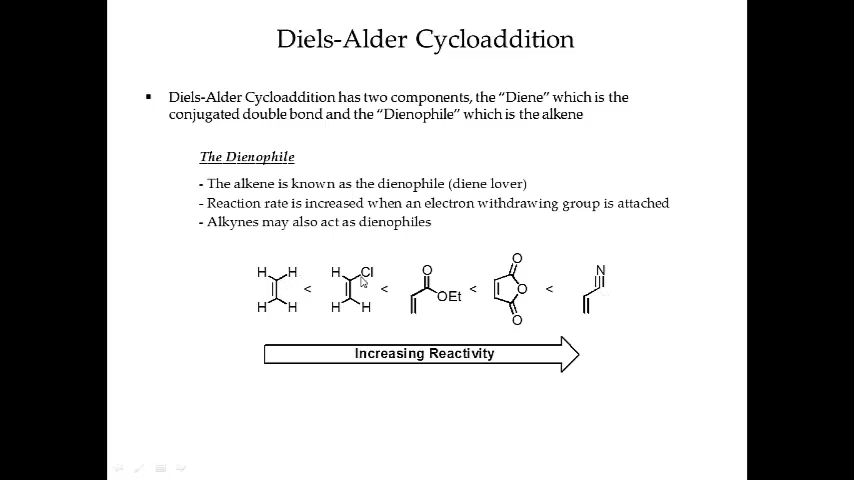 Diels-Alder Cycloaddition
▪ Diels-Alder Cycloaddition has two components, the “Diene” which is the
conjugated double bond and the “Dienophile” which is the alkene
The Dienophile
- The alkene is known as the dienophile (diene lover)
- Reaction rate is increased when an electron withdrawing group is attached
- Alkynes may also act as dienophiles
H H H H < H Cl H H < O OEt < O O O < N
Increasing Reactivity